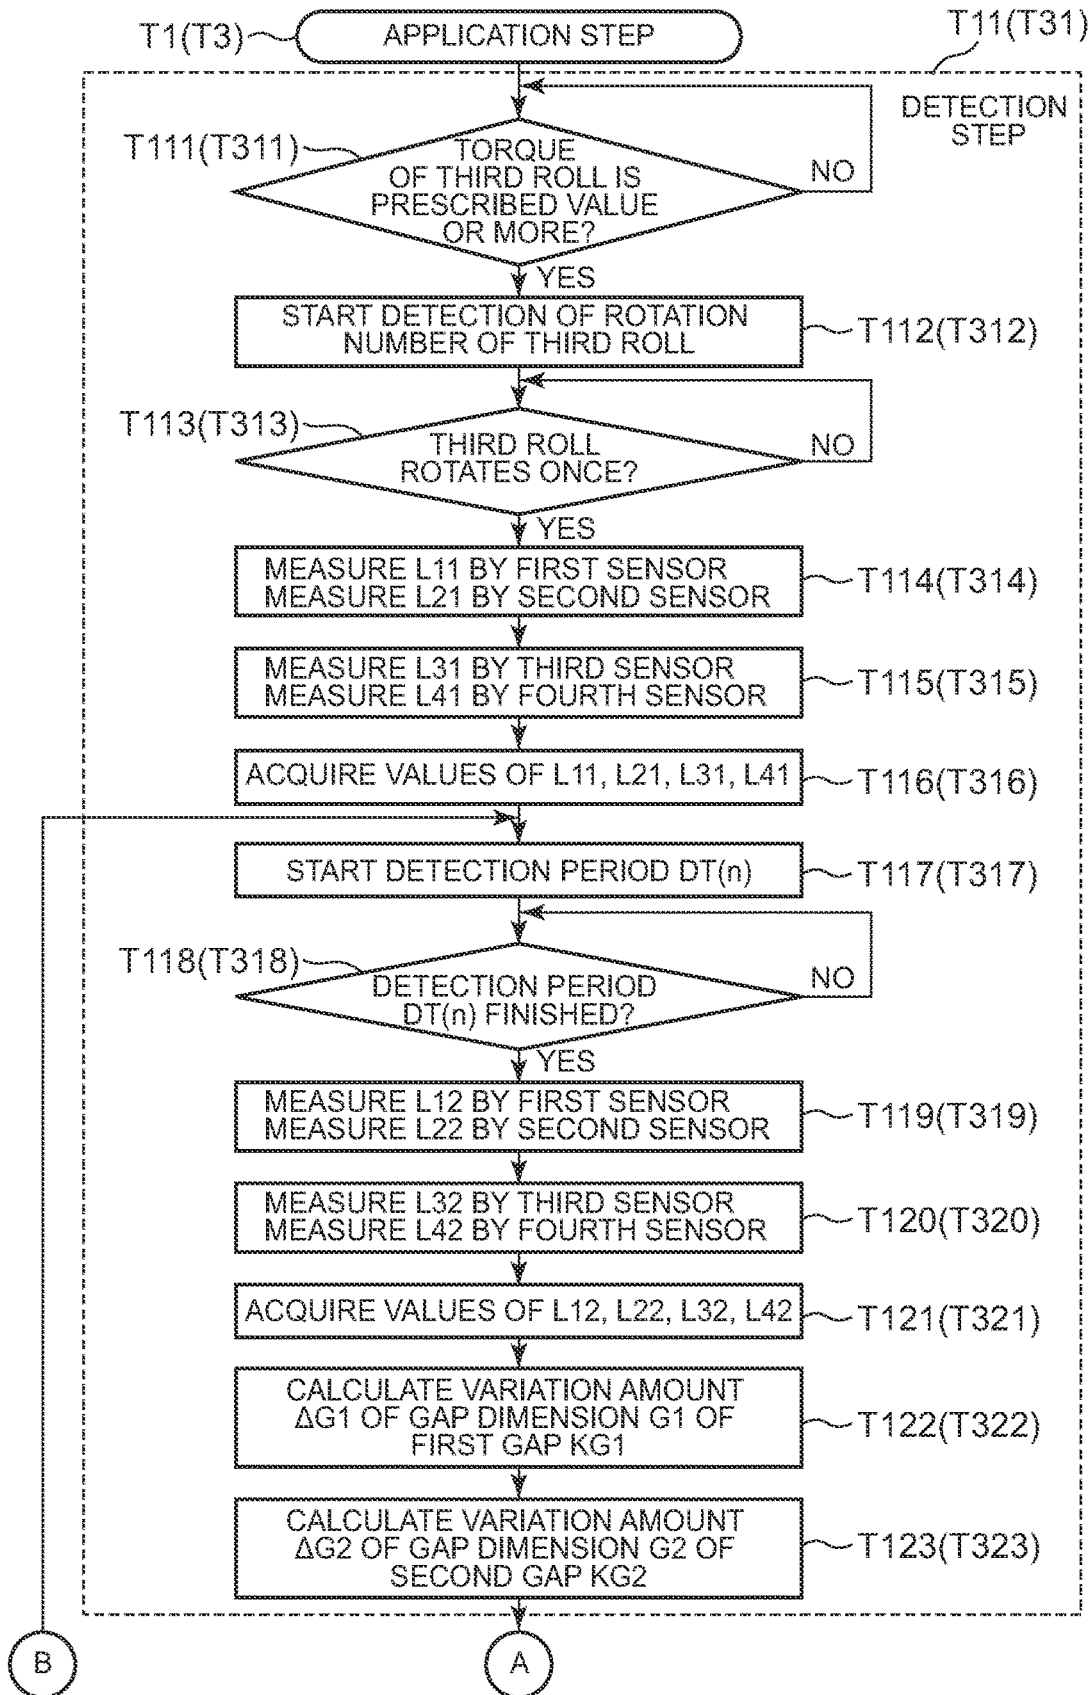 T1(T3)
APPLICATION STEP
T11(T31)
DETECTION
STEP
T111(T311)
TORQUE
OF THIRD ROLL IS
PRESCRIBED VALUE
OR MORE?
NO
YES
START DETECTION OF ROTATION
NUMBER OF THIRD ROLL
T112(T312)
T113(T313)
THIRD ROLL
ROTATES ONCE?
NO
YES
MEASURE L11 BY FIRST SENSOR
MEASURE L21 BY SECOND SENSOR
T114(T314)
MEASURE L31 BY THIRD SENSOR
MEASURE L41 BY FOURTH SENSOR
T115(T315)
ACQUIRE VALUES OF L11, L21, L31, L41
T116(T316)
START DETECTION PERIOD DT(n)
T117(T317)
T118(T318)
DETECTION PERIOD
DT(n) FINISHED?
NO
YES
MEASURE L12 BY FIRST SENSOR
MEASURE L22 BY SECOND SENSOR
T119(T319)
MEASURE L32 BY THIRD SENSOR
MEASURE L42 BY FOURTH SENSOR
T120(T320)
ACQUIRE VALUES OF L12, L22, L32, L42
T121(T321)
CALCULATE VARIATION AMOUNT
ΔG1 OF GAP DIMENSION G1 OF
FIRST GAP KG1
T122(T322)
CALCULATE VARIATION AMOUNT
ΔG2 OF GAP DIMENSION G2 OF
SECOND GAP KG2
T123(T323)
B
A